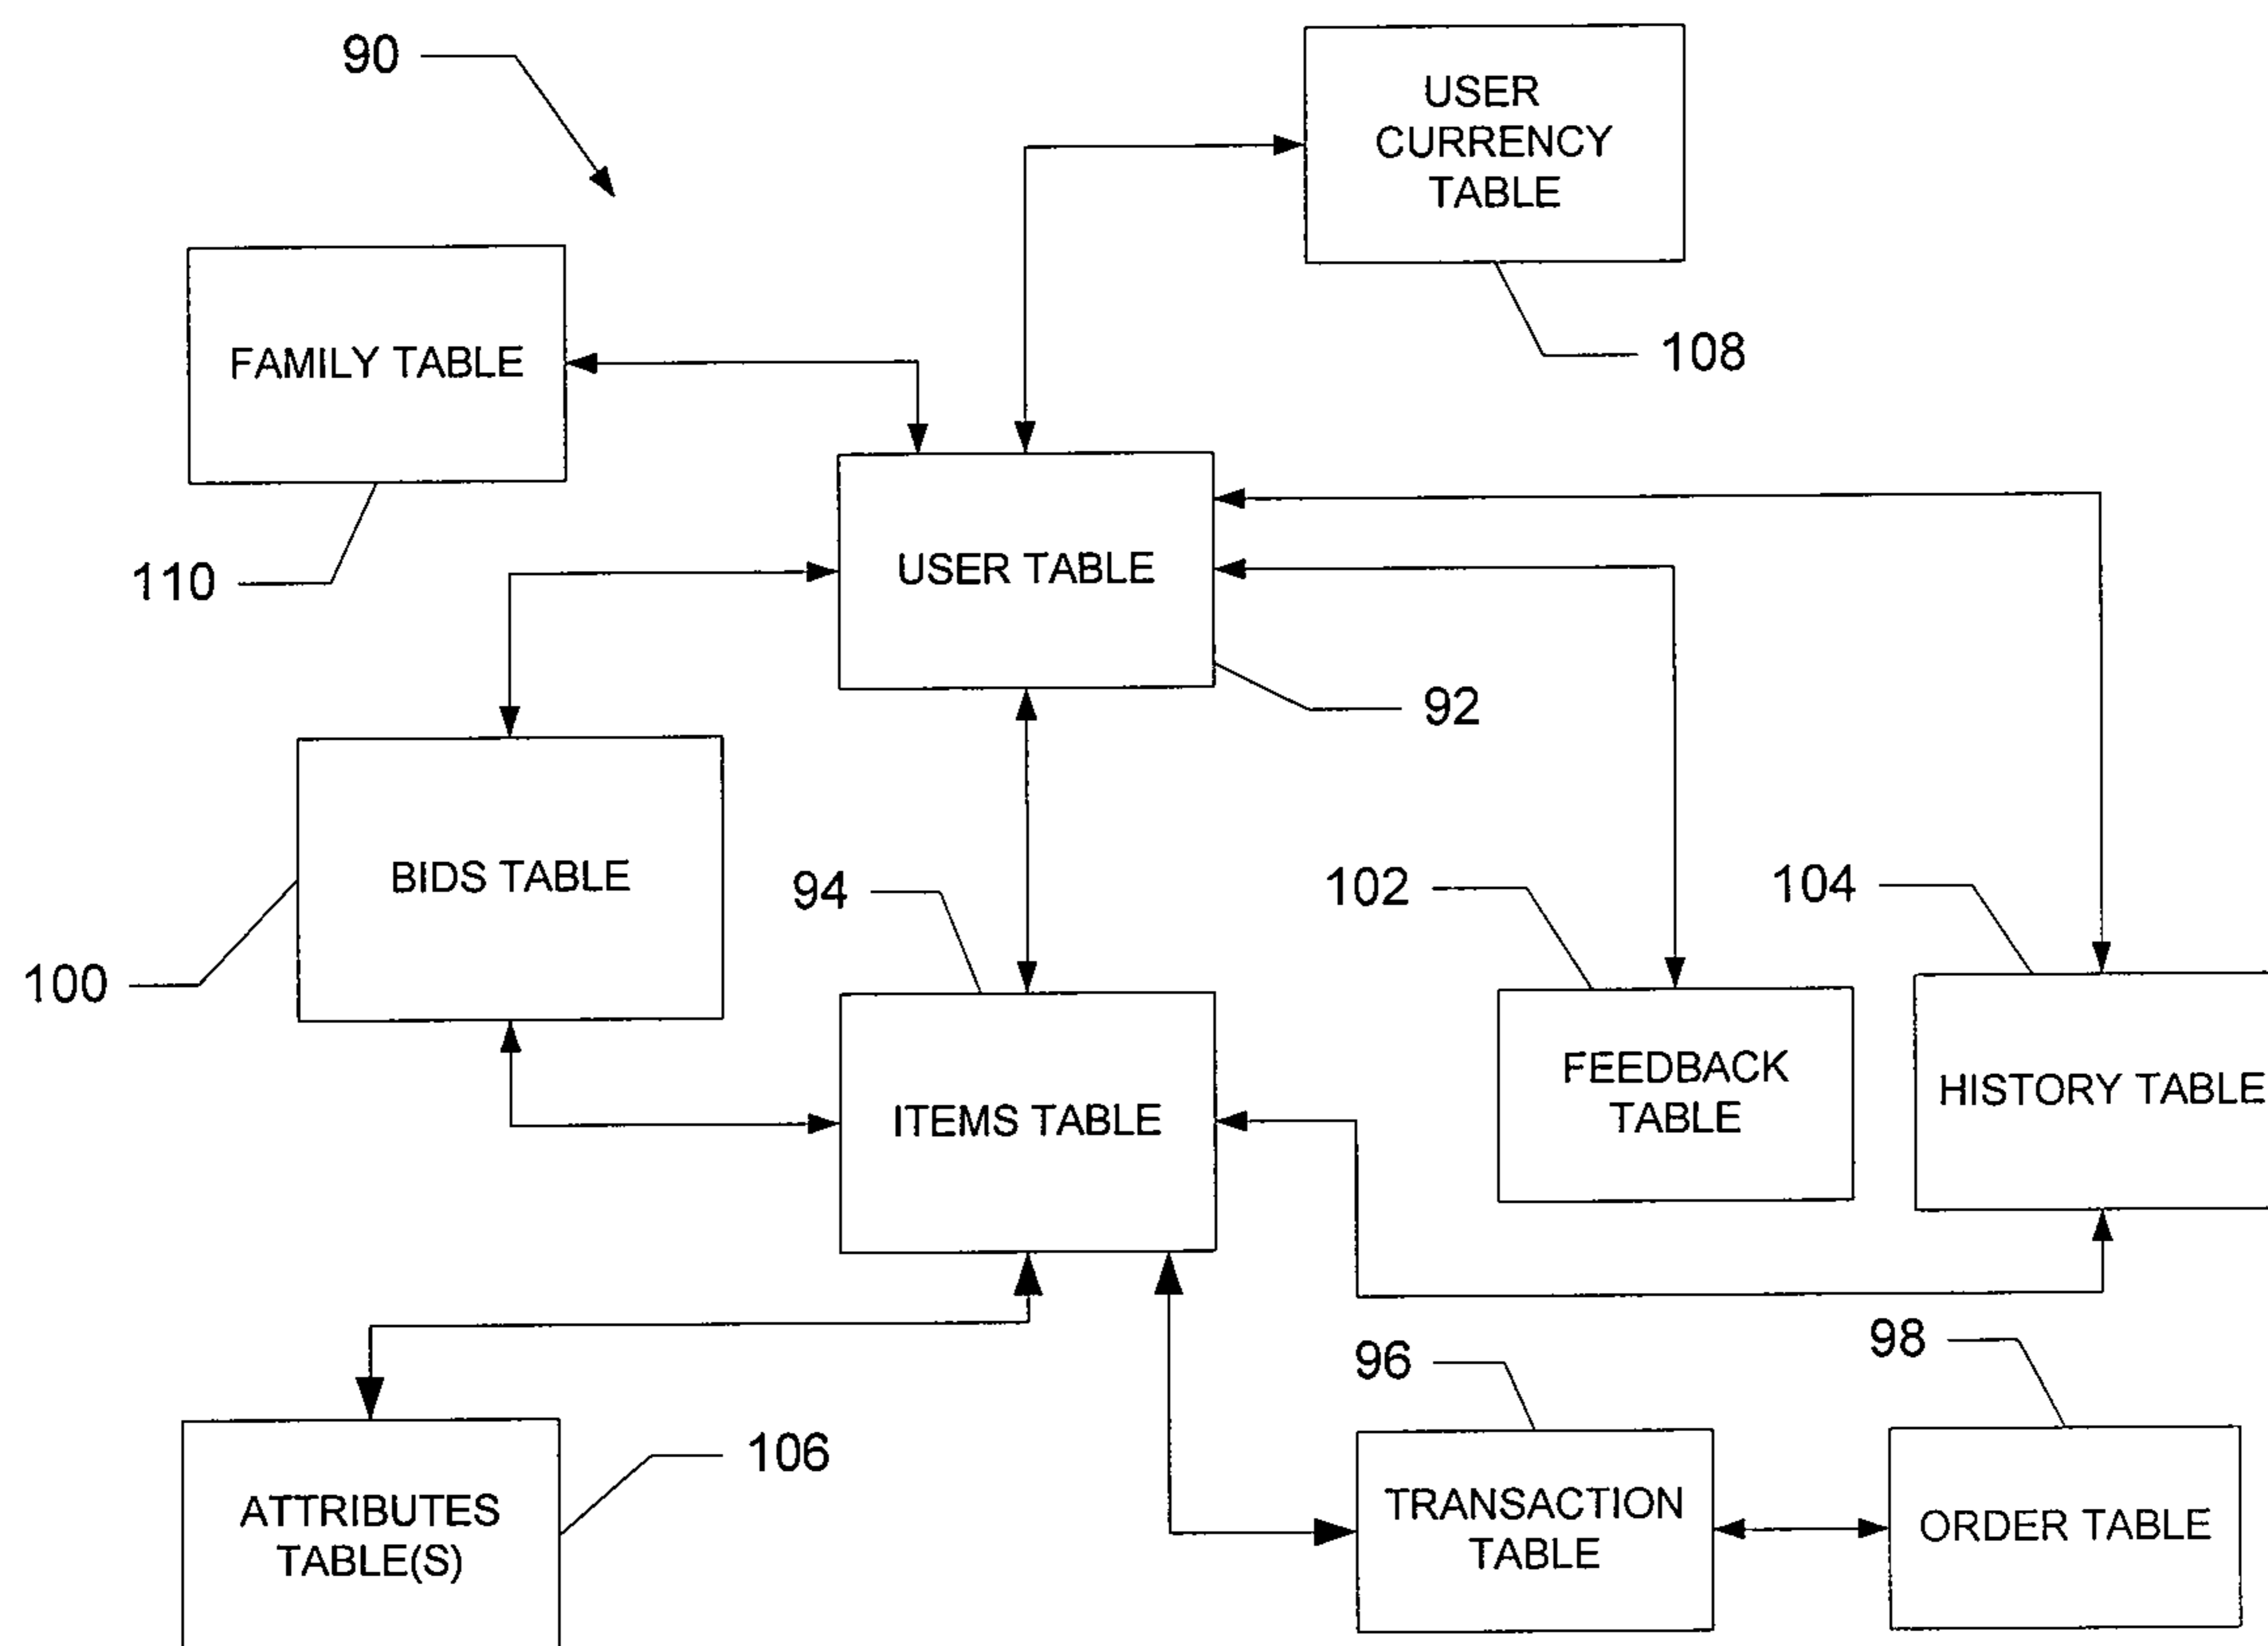 90
USER
CURRENCY
TABLE
108
FAMILY TABLE
110
USER TABLE
92
BIDS TABLE
100
94
102
104
ITEMS TABLE
FEEDBACK
TABLE
HISTORY TABLE
106
ATTRIBUTES
TABLE(S)
96
98
TRANSACTION
TABLE
ORDER TABLE